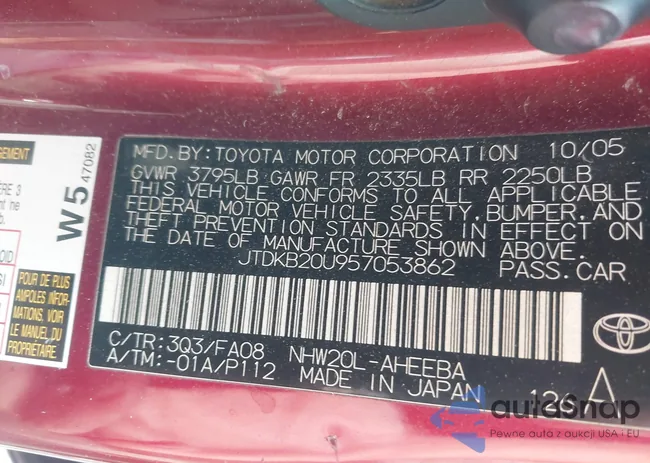 GEMENT
W5 47082
POUR DE PLUS
AMPLES INFOR-
MATIONS, VOIR
LE MANUEL DU
PROPRIÉTAIRE.
MFD.BY:TOYOTA MOTOR CORPORATION 10/05
GVWR 3795LB GAWR FR 2335LB RR 2250LB
THIS VEHICLE CONFORMS TO ALL APPLICABLE
FEDERAL MOTOR VEHICLE SAFETY,BUMPER,AND
THEFT PREVENTION STANDARDS IN EFFECT ON
THE DATE OF MANUFACTURE SHOWN ABOVE.
JTDKB20U957053862 PASS.CAR
C/TR: 3Q3/FA08 NHW20L-AHEEBA
A/TM:-01A/P112 MADE IN JAPAN
autosnap
Pewne auta z aukcji USA i EU